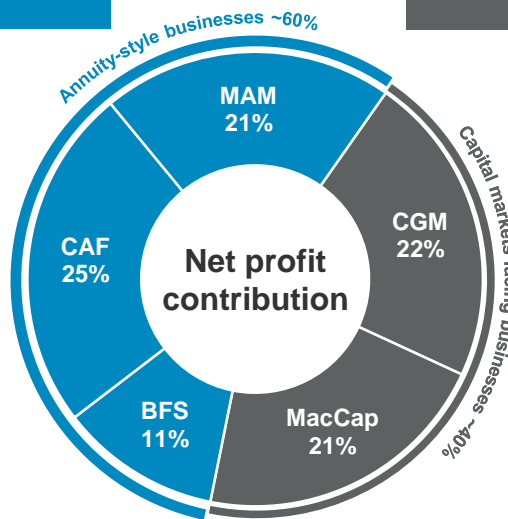 Annuity-style businesses ~60%
MAM
21%
Capital markets facing businesses ~40%
CGM
22%
CAF
25%
Net profit
contribution
BFS
11%
MacCap
21%